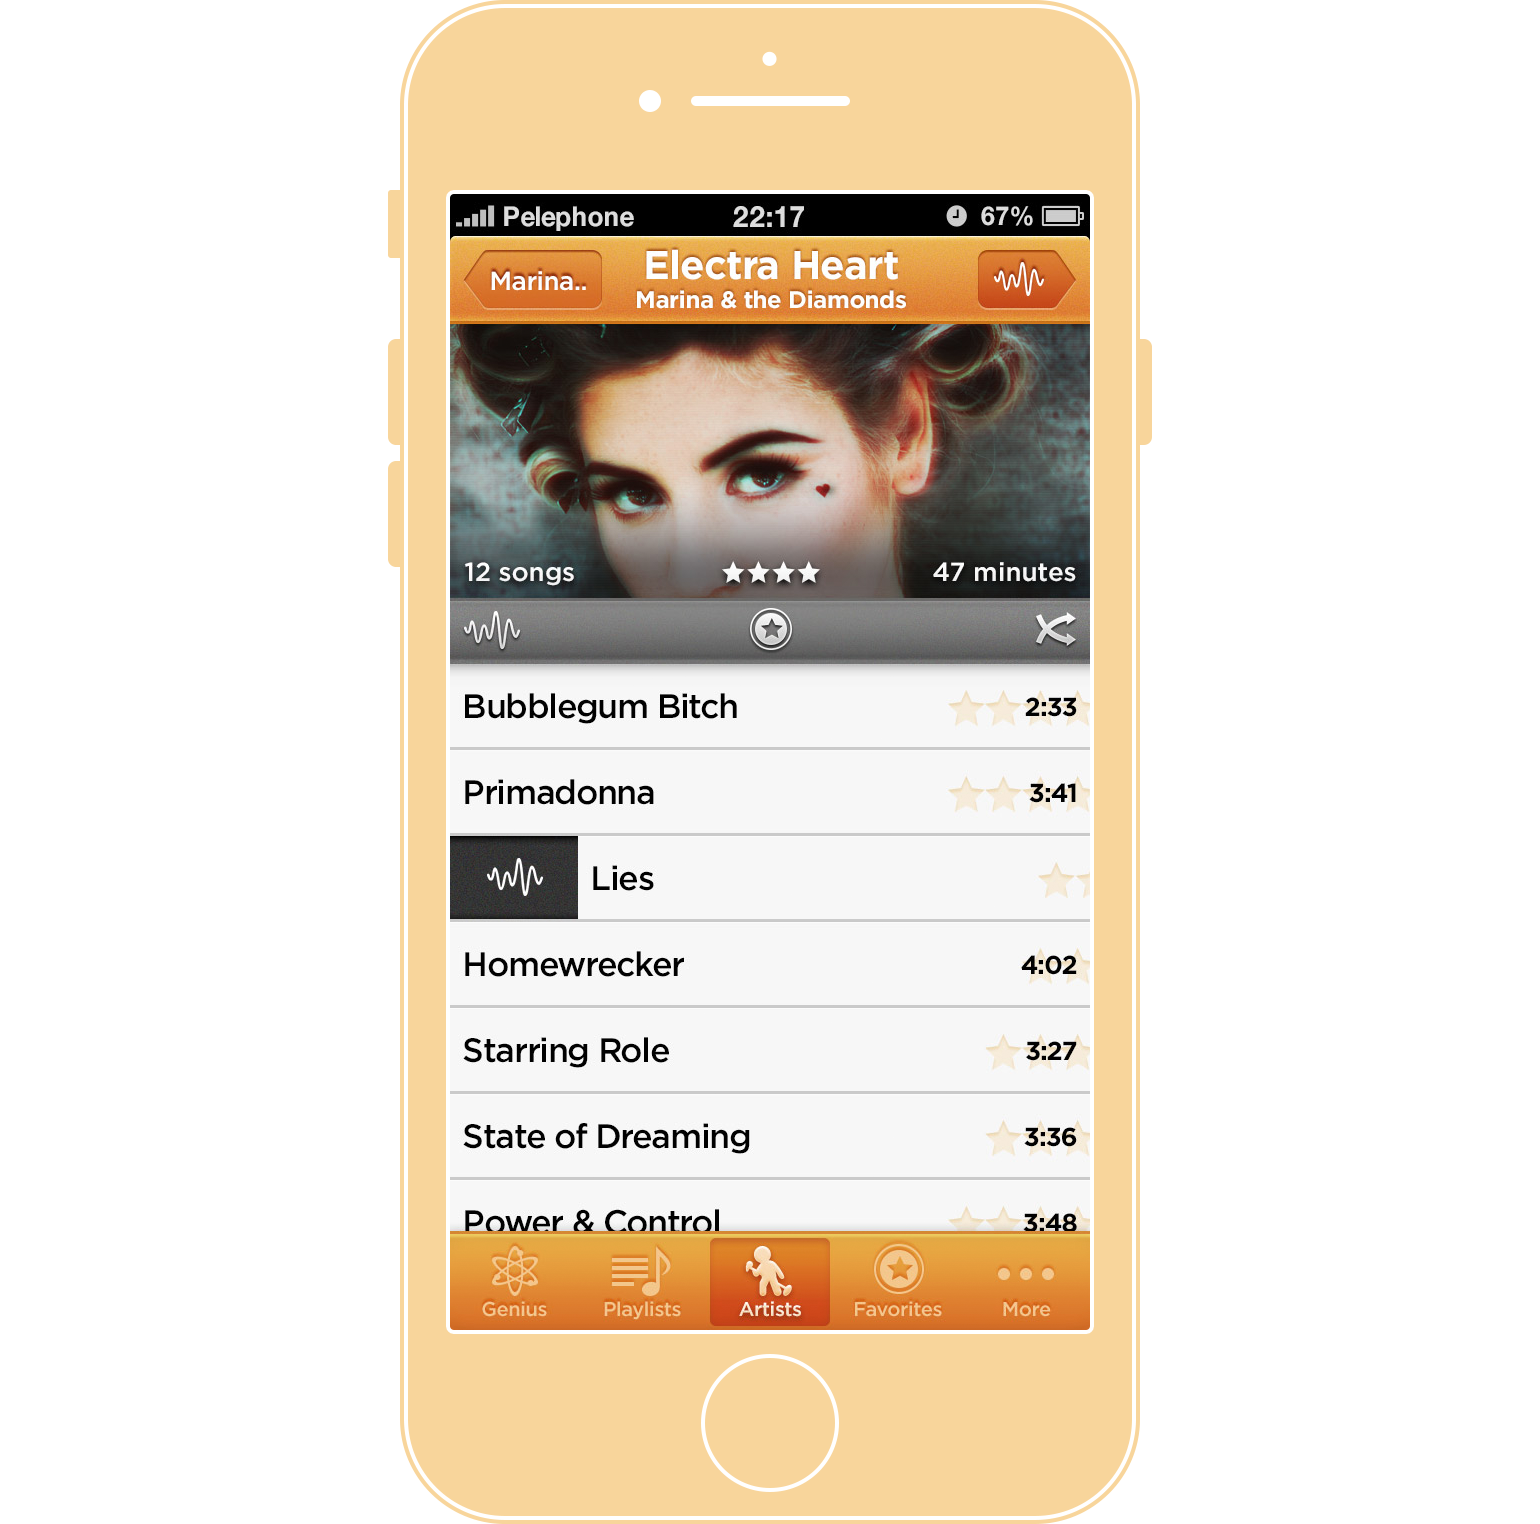 Pelephone 22:17 67%
Marina.. Electra Heart
Marina & the Diamonds
12 songs 47 minutes
Bubblegum Bitch 2:33
Primadonna 3:41
Lies
Homewrecker 4:02
Starring Role 3:27
State of Dreaming 3:36
Power & Control 3:48
Genius Playlists Artists Favorites More